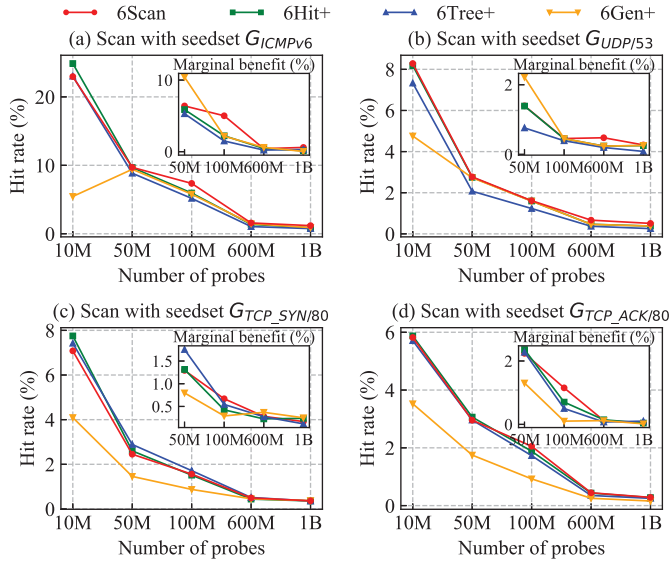 6Scan 6Hit+ 6Tree+ 6Gen+
(a) Scan with seedset G_ICMPv6
Marginal benefit (%)
10
0
50M 100M 600M 1B
Hit rate (%)
20
10
0
10M 50M 100M 600M 1B
Number of probes
(b) Scan with seedset G_UDP/53
Marginal benefit (%)
2
0
50M 100M 600M 1B
Hit rate (%)
8
6
4
2
0
10M 50M 100M 600M 1B
Number of probes
(c) Scan with seedset G_TCP_SYN/80
Marginal benefit (%)
1.5
1.0
0.5
50M 100M 600M 1B
Hit rate (%)
8
6
4
2
0
10M 50M 100M 600M 1B
Number of probes
(d) Scan with seedset G_TCP_ACK/80
Marginal benefit (%)
2
0
50M 100M 600M 1B
Hit rate (%)
6
4
2
0
10M 50M 100M 600M 1B
Number of probes